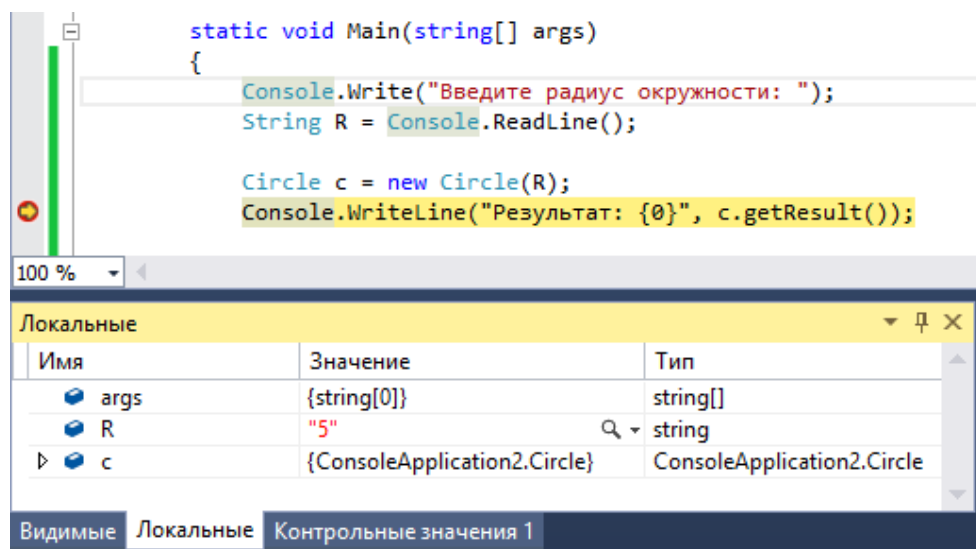 static void Main(string[] args)
{
Console.Write("Введите радиус окружности: ");
String R = Console.ReadLine();
Circle c = new Circle(R);
Console.WriteLine("Результат: {0}", c.getResult());
100 %
Локальные
Имя Значение Тип
args {string[0]} string[]
R "5" string
c {ConsoleApplication2.Circle} ConsoleApplication2.Circle
Видимые Локальные Контрольные значения 1